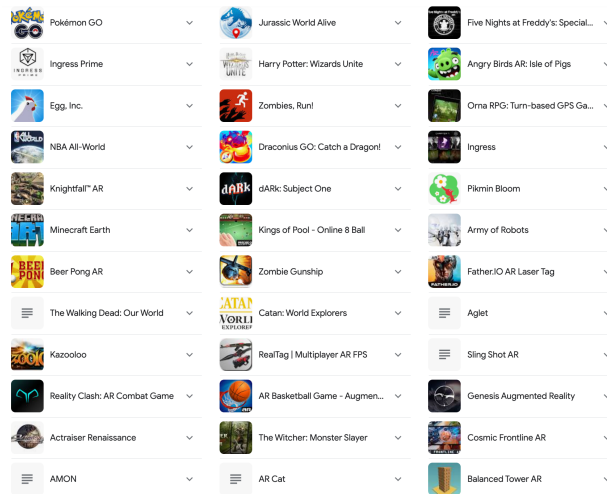 Pokémon GO
Jurassic World Alive
Five Nights at Freddy's: Special...
Ingress Prime
Harry Potter: Wizards Unite
Angry Birds AR: Isle of Pigs
Egg, Inc.
Zombies, Run!
Orna RPG: Turn-based GPS Ga...
NBA All-World
Draconius GO: Catch a Dragon!
Ingress
Knightfall™ AR
dARk: Subject One
Pikmin Bloom
Minecraft Earth
Kings of Pool - Online 8 Ball
Army of Robots
Beer Pong AR
Zombie Gunship
Father.IO AR Laser Tag
The Walking Dead: Our World
Catan: World Explorers
Aglet
Kazooloo
RealTag | Multiplayer AR FPS
Sling Shot AR
Reality Clash: AR Combat Game
AR Basketball Game - Augmen...
Genesis Augmented Reality
Actraiser Renaissance
The Witcher: Monster Slayer
Cosmic Frontline AR
AMON
AR Cat
Balanced Tower AR